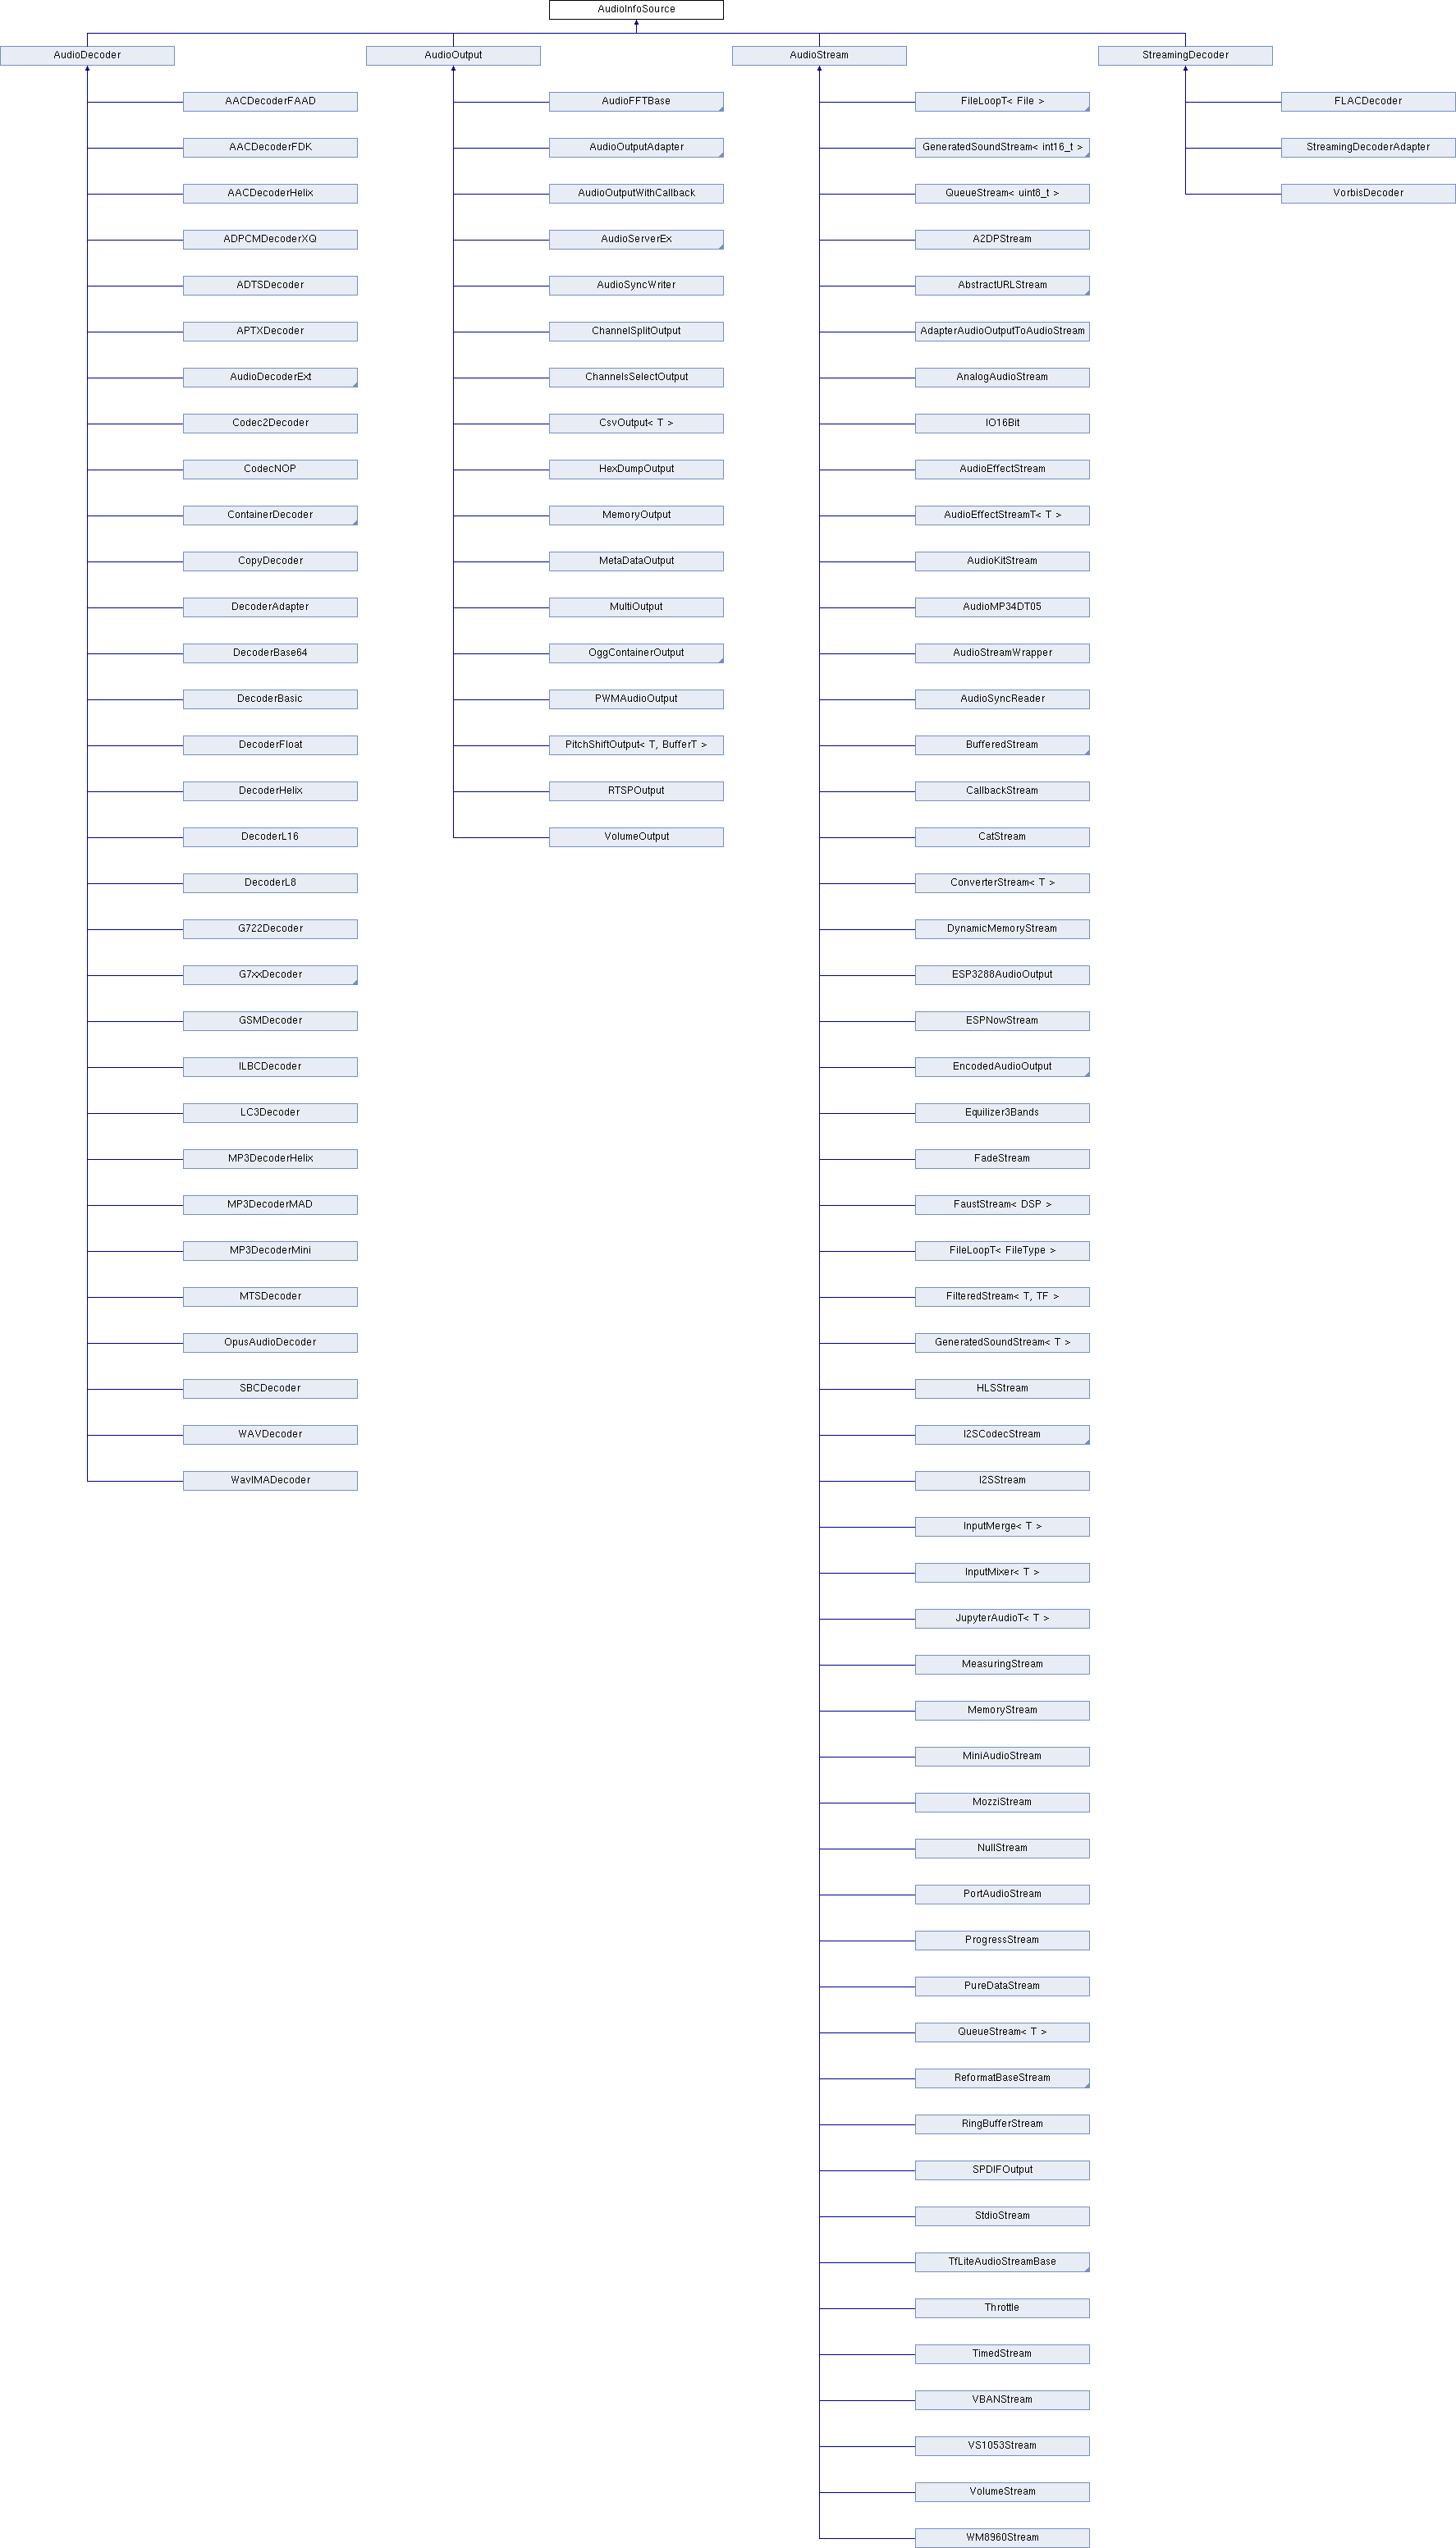 AudioInfoSource
AudioDecoder
AudioOutput
AudioStream
StreamingDecoder
AACDecoderFAAD
AudioFFTBase
FileLoopT< File >
FLACDecoder
AACDecoderFDK
AudioOutputAdapter
GeneratedSoundStream< int16_t >
StreamingDecoderAdapter
AACDecoderHelix
AudioOutputWithCallback
QueueStream< uint8_t >
VorbisDecoder
ADPCMDecoderXQ
AudioServerEx
A2DPStream
ADTSDecoder
AudioSyncWriter
AbstractURLStream
APTXDecoder
ChannelSplitOutput
AdapterAudioOutputToAudioStream
AudioDecoderExt
ChannelsSelectOutput
AnalogAudioStream
Codec2Decoder
CsvOutput< T >
IO16Bit
CodecNOP
HexDumpOutput
AudioEffectStream
ContainerDecoder
MemoryOutput
AudioEffectStreamT< T >
CopyDecoder
MetaDataOutput
AudioKitStream
DecoderAdapter
MultiOutput
AudioMP34DT05
DecoderBase64
OggContainerOutput
AudioStreamWrapper
DecoderBasic
PWMAudioOutput
AudioSyncReader
DecoderFloat
PitchShiftOutput< T, BufferT >
BufferedStream
DecoderHelix
RTSPOutput
CallbackStream
DecoderL16
VolumeOutput
CatStream
DecoderL8
ConverterStream< T >
G722Decoder
DynamicMemoryStream
G7xxDecoder
ESP3288AudioOutput
GSMDecoder
ESPNowStream
ILBCDecoder
EncodedAudioOutput
LC3Decoder
Equilizer3Bands
MP3DecoderHelix
FadeStream
MP3DecoderMAD
FaustStream< DSP >
MP3DecoderMini
FileLoopT< FileType >
MTSDecoder
FilteredStream< T, TF >
OpusAudioDecoder
GeneratedSoundStream< T >
SBCDecoder
HLSStream
WAVDecoder
I2SCodecStream
WavIMADecoder
I2SStream
InputMerge< T >
InputMixer< T >
JupyterAudioT< T >
MeasuringStream
MemoryStream
MiniAudioStream
MozziStream
NullStream
PortAudioStream
ProgressStream
PureDataStream
QueueStream< T >
ReformatBaseStream
RingBufferStream
SPDIFOutput
StdioStream
TfLiteAudioStreamBase
Throttle
TimedStream
VBANStream
VS1053Stream
VolumeStream
WM8960Stream